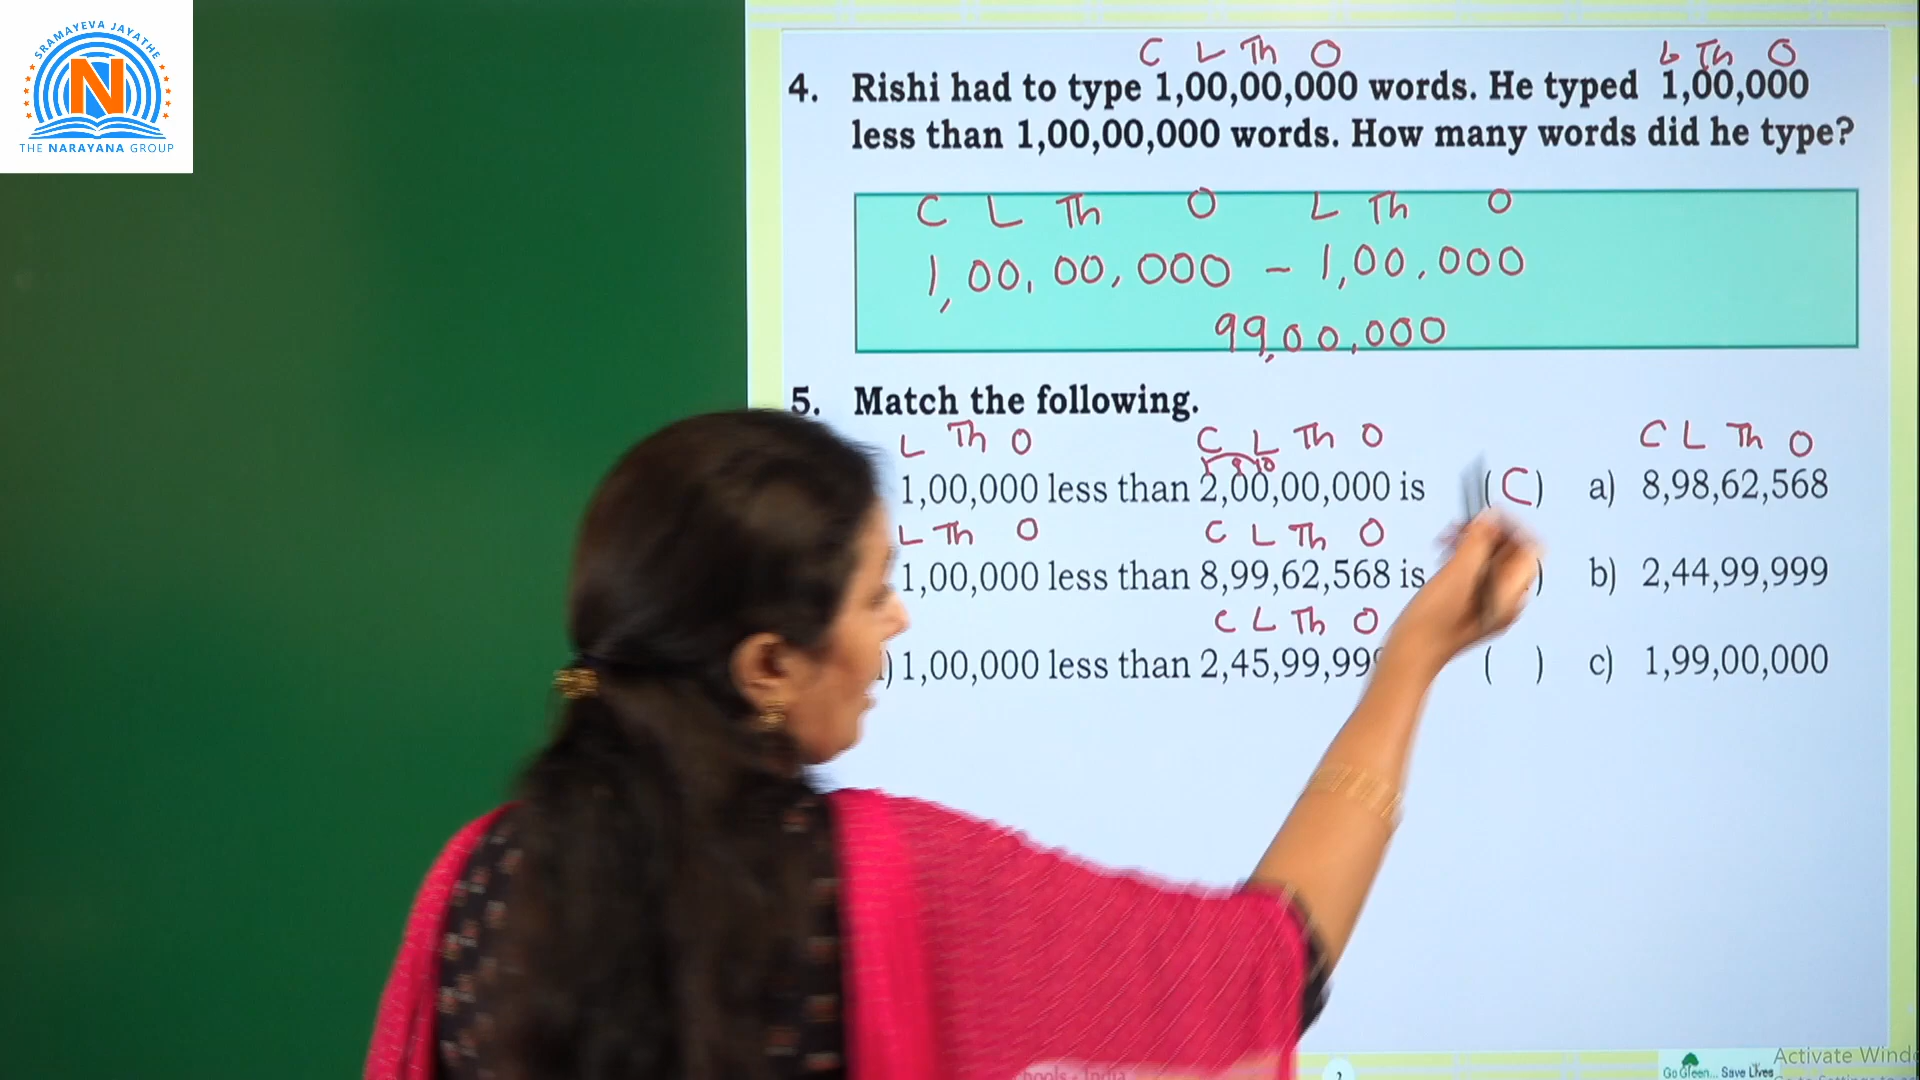 SRAMAYEVA JAYATHE
N
THE NARAYANA GROUP
C L Th O L Th O
4. Rishi had to type 1,00,00,000 words. He typed 1,00,000
less than 1,00,00,000 words. How many words did he type?
C L Th O L Th O
1,00,00,000 - 1,00,000
99,00,000
5. Match the following.
L Th O C L Th O C L Th O
1,00,000 less than 2,00,00,000 is (C) a) 8,98,62,568
L Th O C L Th O
1,00,000 less than 8,99,62,568 is ) b) 2,44,99,999
C L Th O
) 1,00,000 less than 2,45,99,99 ( ) c) 1,99,00,000
Activate Wind
Go Green... Save Lives